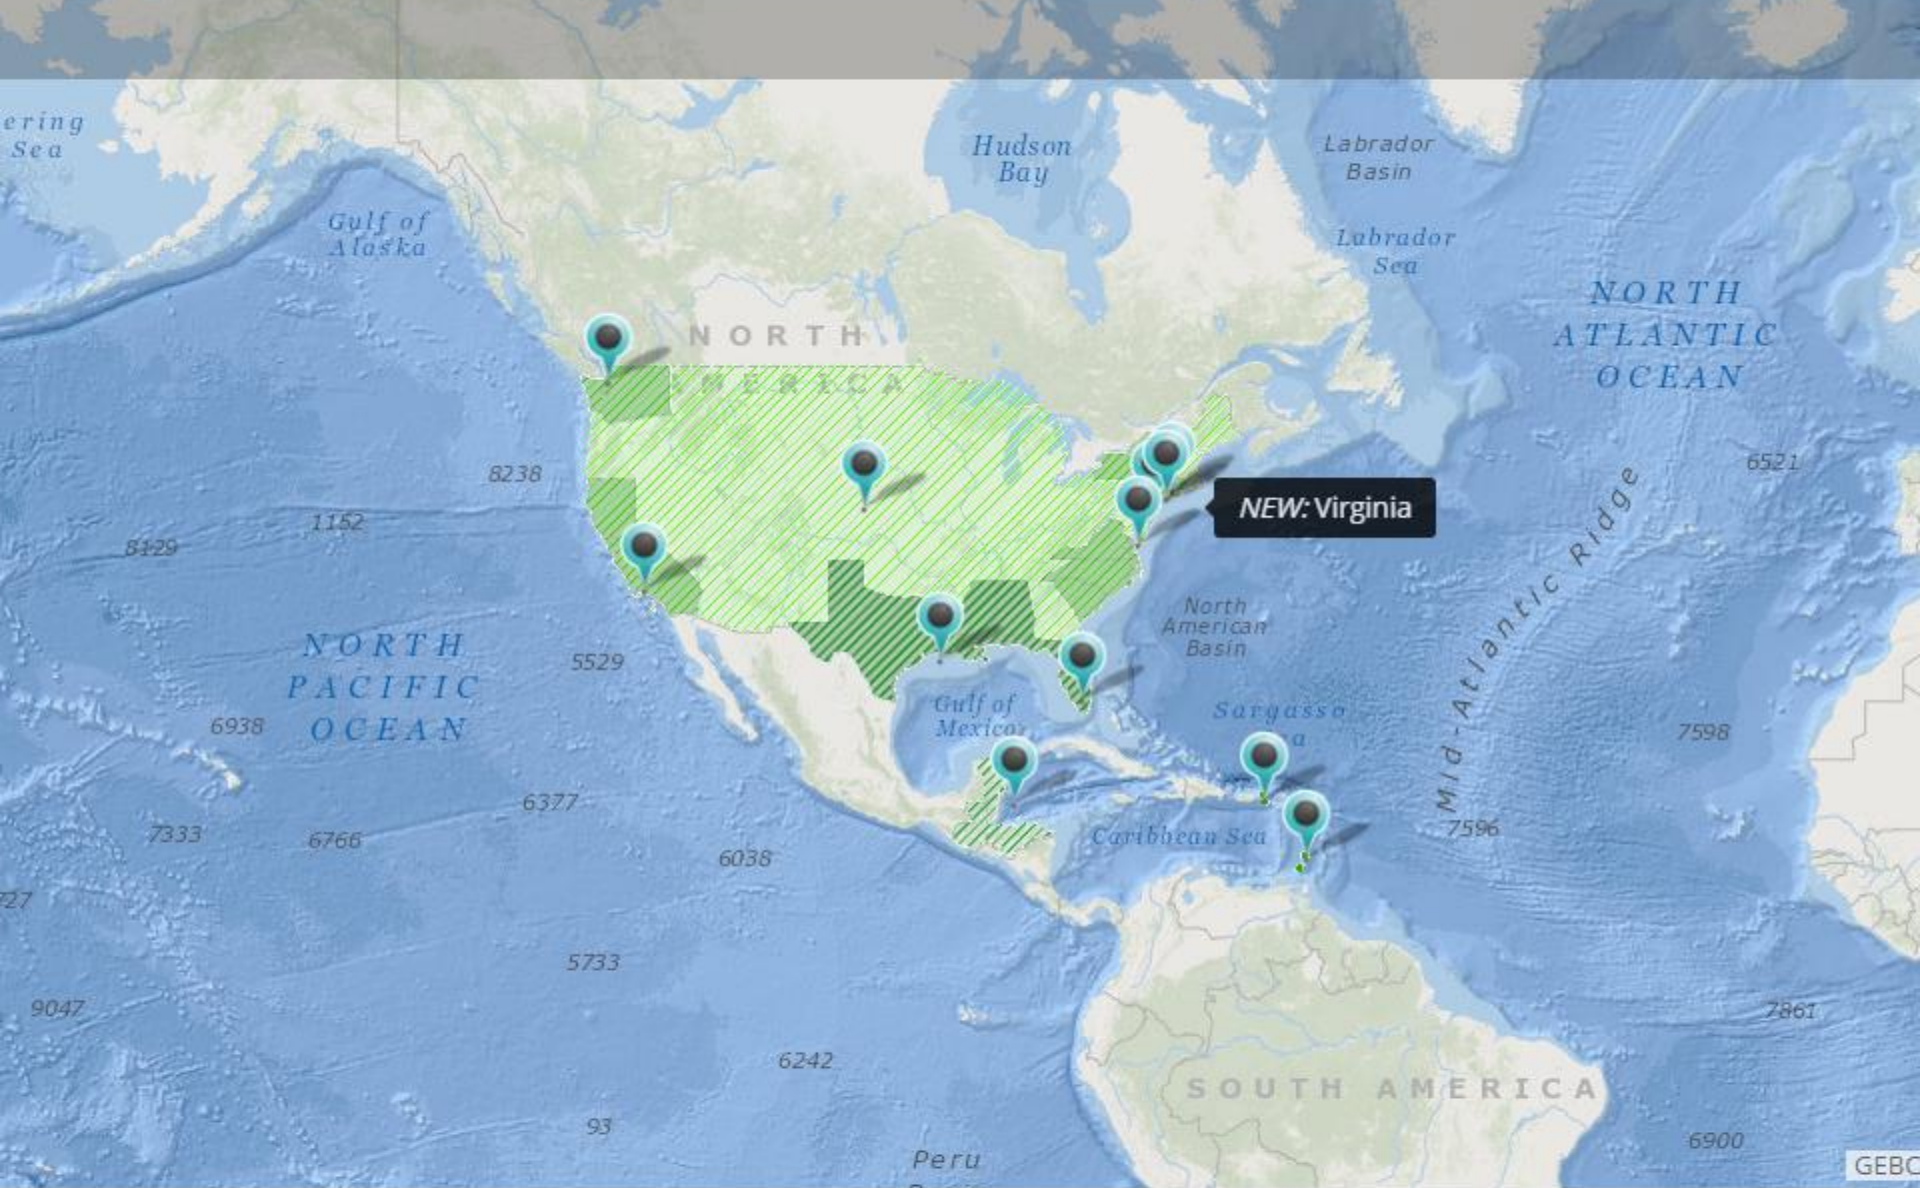 ering
Sea
Hudson
Bay
Labrador
Basin
Gulf of
Alaska
Labrador
Sea
NORTH
ATLANTIC
OCEAN
NORTH
AMERICA
8238
6521
1152
8129
NEW: Virginia
Mid-Atlantic Ridge
North
American
Basin
NORTH
PACIFIC
OCEAN
5529
Gulf of
Mexico
Sargasso
a
6938
7598
6377
7333
6766
6038
Caribbean Sea
7596
727
5733
9047
7861
6242
SOUTH AMERICA
93
6900
Peru
GEBC